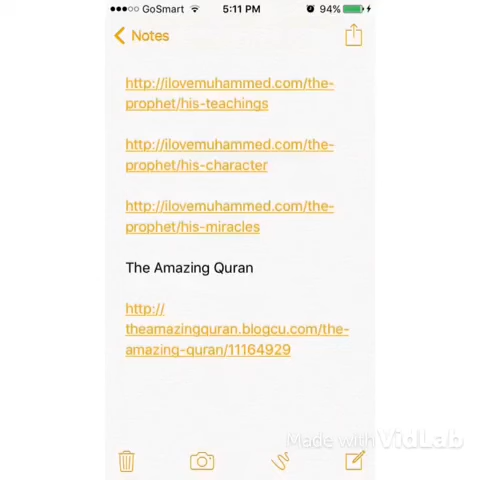 GoSmart 5:11 PM 94%
Notes
http://ilovemuhammed.com/the-
prophet/his-teachings
http://ilovemuhammed.com/the-
prophet/his-character
http://ilovemuhammed.com/the-
prophet/his-miracles
The Amazing Quran
http://
theamazingquran.blogcu.com/the-
amazing-quran/11164929
Made with VidLab